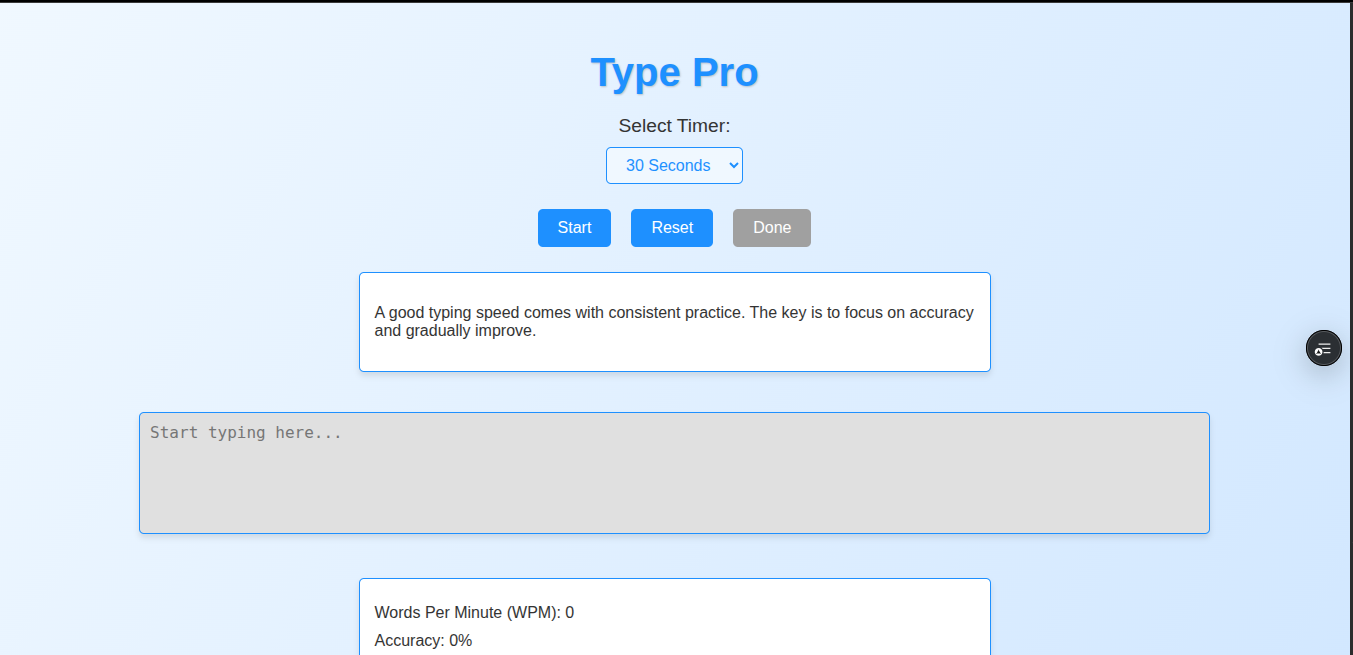 Type Pro
Select Timer:
30 Seconds
Start Reset Done
A good typing speed comes with consistent practice. The key is to focus on accuracy
and gradually improve.
Start typing here...
Words Per Minute (WPM): 0
Accuracy: 0%